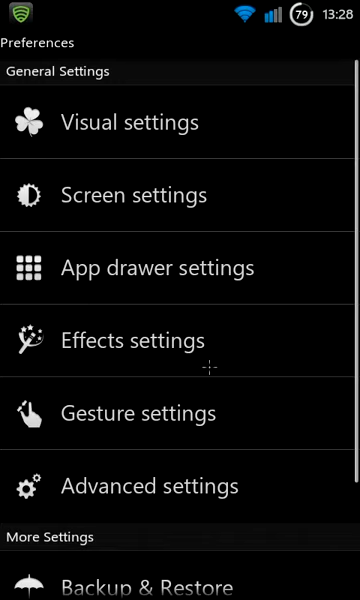 79 13:28
Preferences
General Settings
Visual settings
Screen settings
App drawer settings
Effects settings
Gesture settings
Advanced settings
More Settings
Backup & Restore